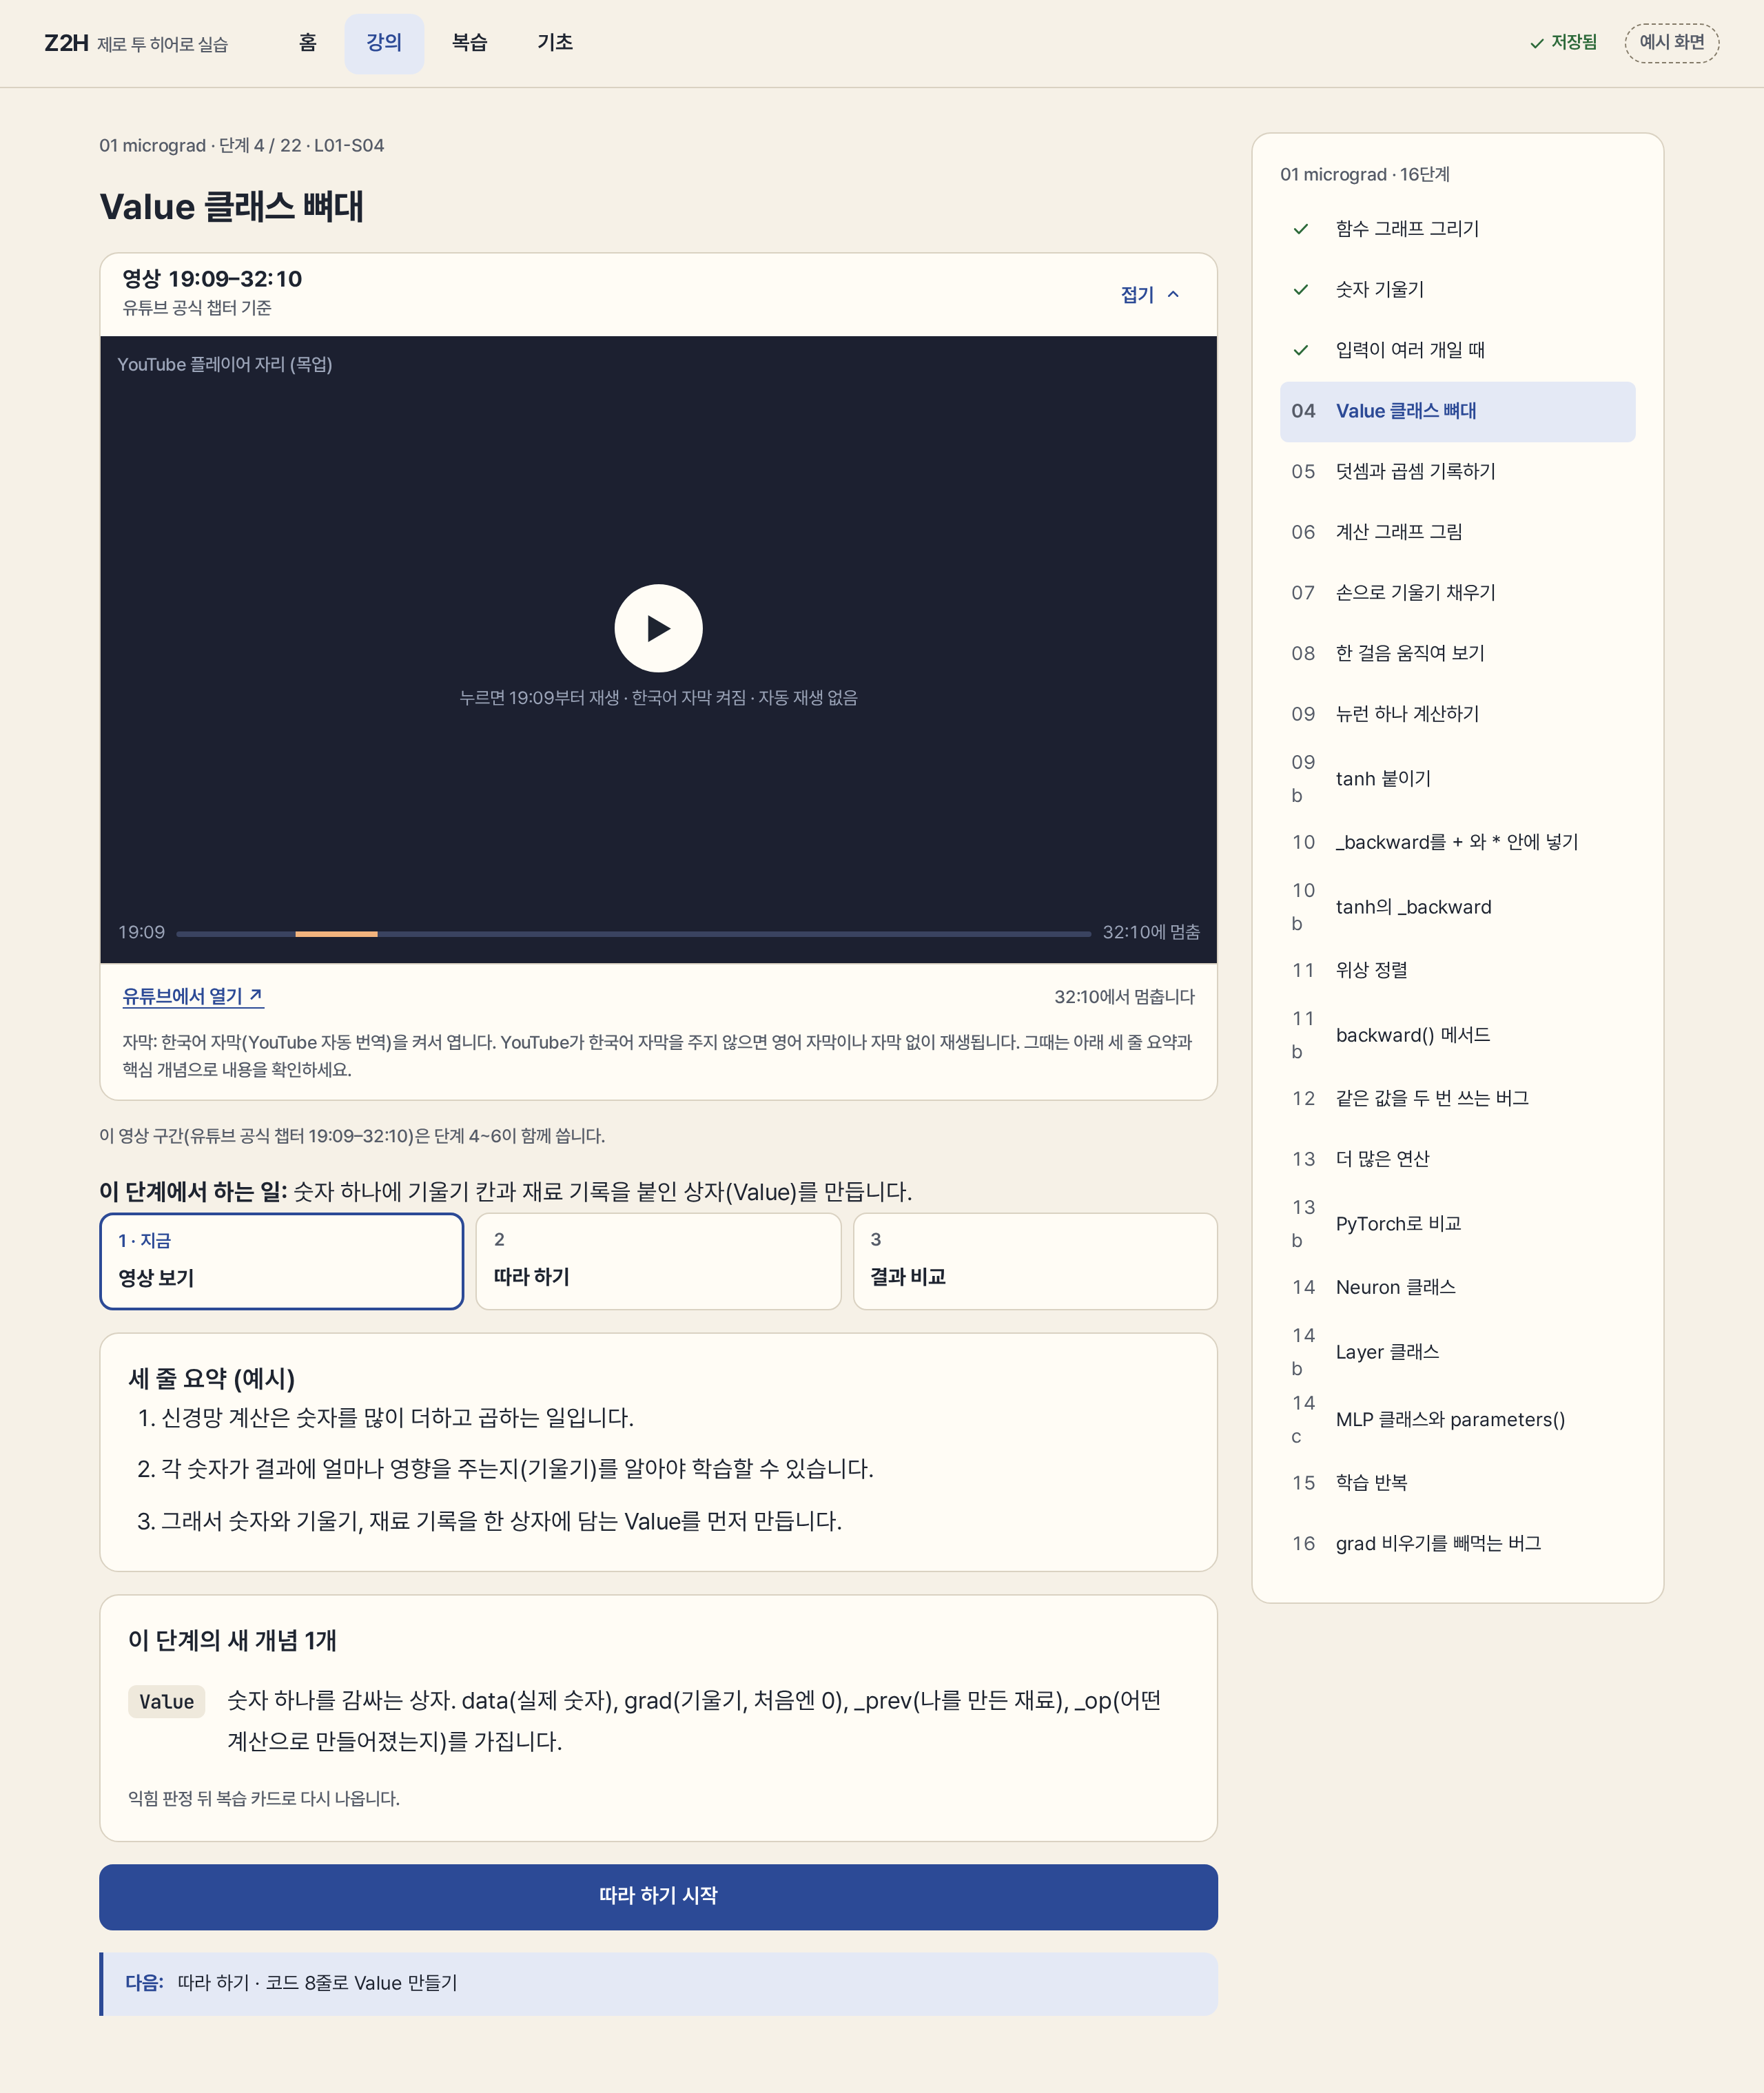 Z2H 제로 투 히어로 실습
홈
강의
복습
기초
✓ 저장됨
예시 화면
01 micrograd · 단계 4 / 22 · L01-S04
Value 클래스 뼈대
영상 19:09–32:10
유튜브 공식 챕터 기준
접기
YouTube 플레이어 자리 (목업)
누르면 19:09부터 재생 · 한국어 자막 켜짐 · 자동 재생 없음
19:09
32:10에 멈춤
유튜브에서 열기 ↗
32:10에서 멈춥니다
자막: 한국어 자막(YouTube 자동 번역)을 켜서 엽니다. YouTube가 한국어 자막을 주지 않으면 영어 자막이나 자막 없이 재생됩니다. 그때는 아래 세 줄 요약과
핵심 개념으로 내용을 확인하세요.
이 영상 구간(유튜브 공식 챕터 19:09–32:10)은 단계 4~6이 함께 씁니다.
이 단계에서 하는 일: 숫자 하나에 기울기 칸과 재료 기록을 붙인 상자(Value)를 만듭니다.
1 · 지금
영상 보기
2
따라 하기
3
결과 비교
세 줄 요약 (예시)
1. 신경망 계산은 숫자를 많이 더하고 곱하는 일입니다.
2. 각 숫자가 결과에 얼마나 영향을 주는지(기울기)를 알아야 학습할 수 있습니다.
3. 그래서 숫자와 기울기, 재료 기록을 한 상자에 담는 Value를 먼저 만듭니다.
이 단계의 새 개념 1개
Value 숫자 하나를 감싸는 상자. data(실제 숫자), grad(기울기, 처음엔 0), _prev(나를 만든 재료), _op(어떤
계산으로 만들어졌는지)를 가집니다.
익힘 판정 뒤 복습 카드로 다시 나옵니다.
따라 하기 시작
다음: 따라 하기 · 코드 8줄로 Value 만들기
01 micrograd · 16단계
✓ 함수 그래프 그리기
✓ 숫자 기울기
✓ 입력이 여러 개일 때
04 Value 클래스 뼈대
05 덧셈과 곱셈 기록하기
06 계산 그래프 그림
07 손으로 기울기 채우기
08 한 걸음 움직여 보기
09 뉴런 하나 계산하기
09
b
tanh 붙이기
10 _backward를 + 와 * 안에 넣기
10
b
tanh의 _backward
11 위상 정렬
11
b
backward() 메서드
12 같은 값을 두 번 쓰는 버그
13 더 많은 연산
13
b
PyTorch로 비교
14 Neuron 클래스
14
b
Layer 클래스
14
c
MLP 클래스와 parameters()
15 학습 반복
16 grad 비우기를 빼먹는 버그